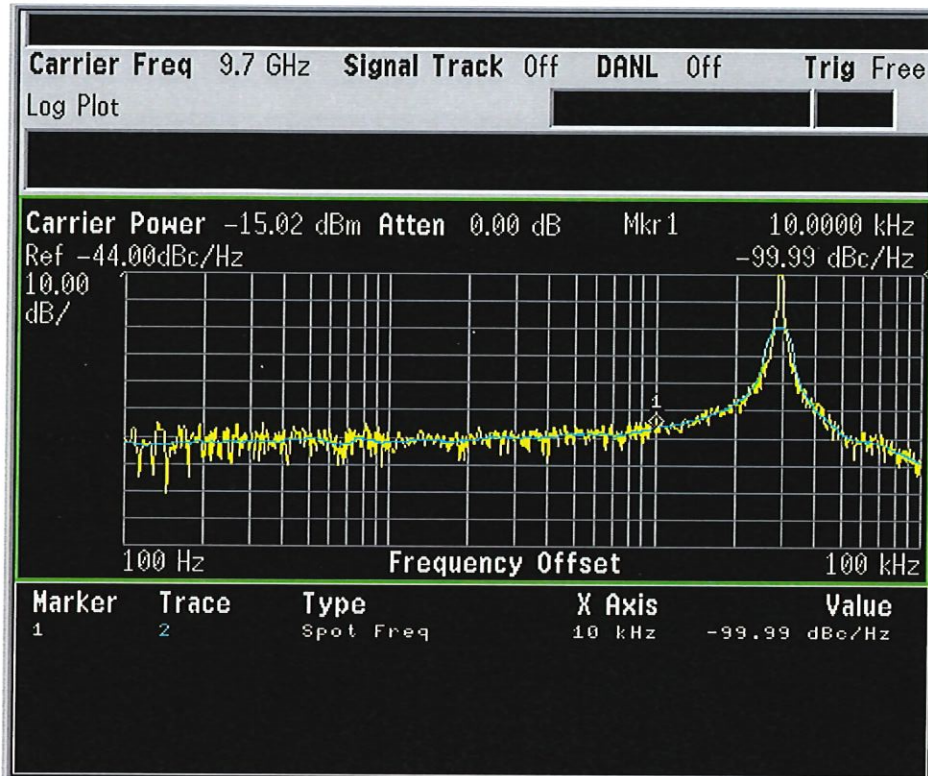 Carrier Freq 9.7 GHz Signal Track Off DANL Off Trig Free
Log Plot
Carrier Power -15.02 dBm Atten 0.00 dB Mkr1 10.0000 kHz
Ref -44.00dBc/Hz -99.99 dBc/Hz
10.00
dB/
1
100 Hz Frequency Offset 100 kHz
Marker Trace Type X Axis Value
1 2 Spot Freq 10 kHz -99.99 dBc/Hz